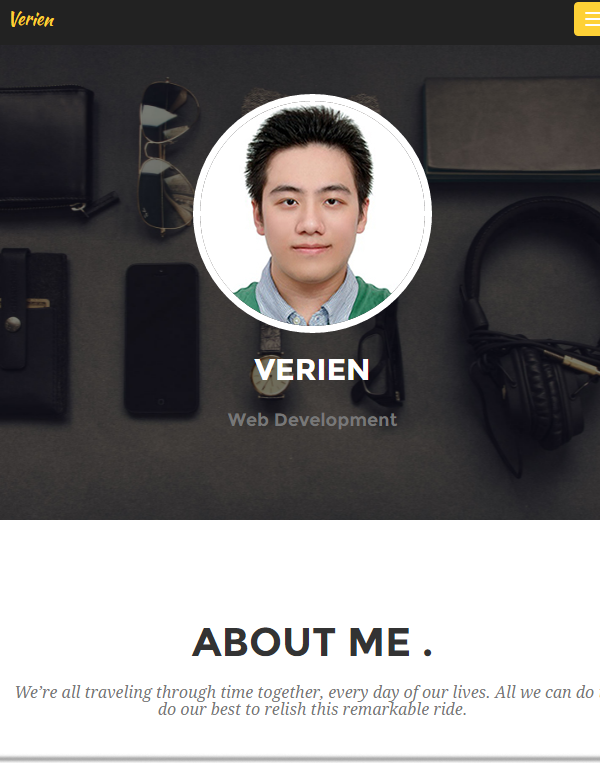 Verien
VERIEN
Web Development
ABOUT ME .
We’re all traveling through time together, every day of our lives. All we can do
do our best to relish this remarkable ride.